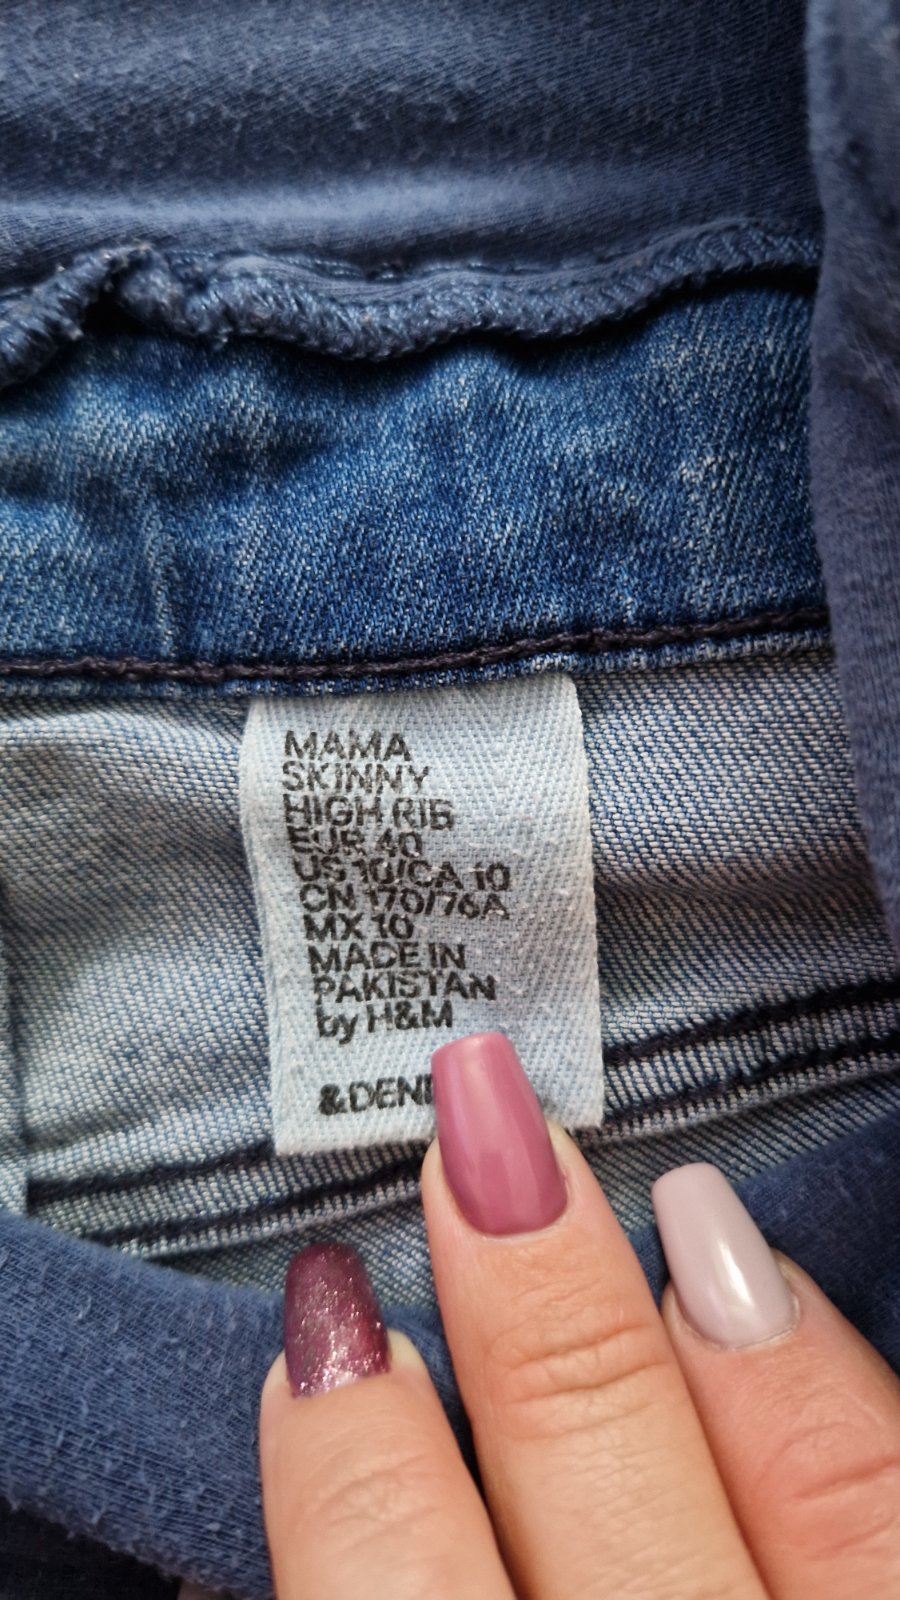 MAMA
SKINNY
HIGH RIB
EUR 40
US 10/CA 10
CN 170/76A
MX 10
MADE IN
PAKISTAN
by H&M